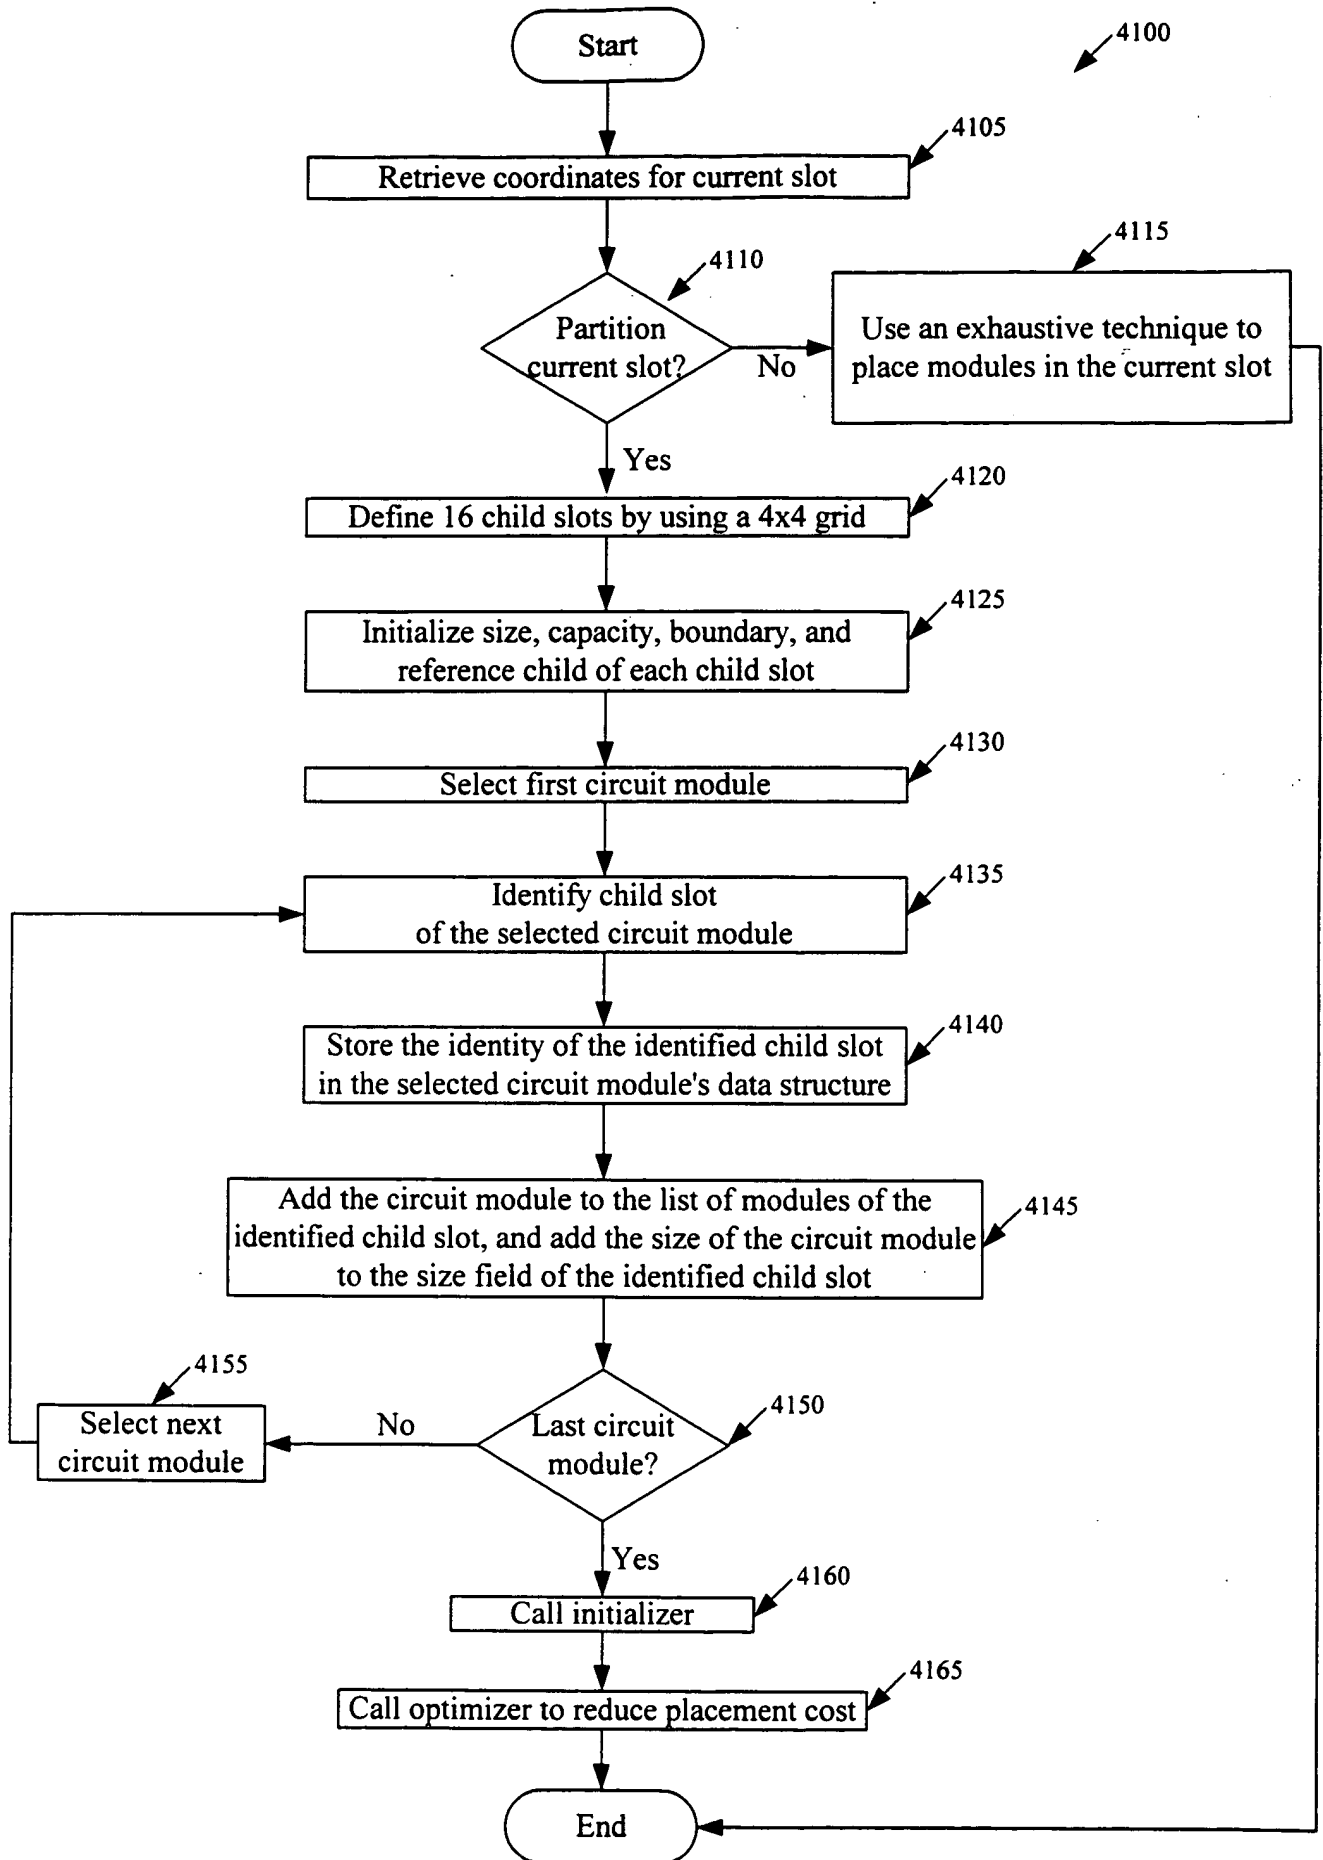 Start
4100
4105
Retrieve coordinates for current slot
4110
4115
Partition
current slot?
No
Use an exhaustive technique to
place modules in the current slot
Yes
4120
Define 16 child slots by using a 4x4 grid
4125
Initialize size, capacity, boundary, and
reference child of each child slot
4130
Select first circuit module
4135
Identify child slot
of the selected circuit module
4140
Store the identity of the identified child slot
in the selected circuit module's data structure
4145
Add the circuit module to the list of modules of the
identified child slot, and add the size of the circuit module
to the size field of the identified child slot
4155
Select next
circuit module
No
4150
Last circuit
module?
Yes
4160
Call initializer
4165
Call optimizer to reduce placement cost
End